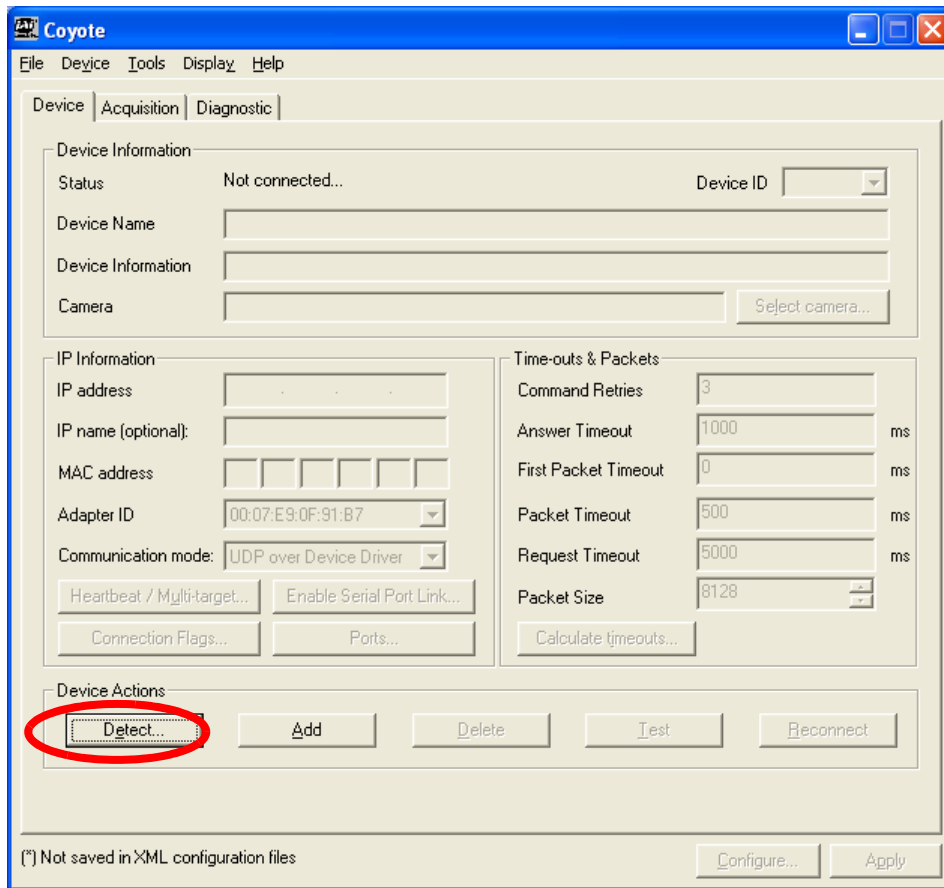 Coyote
File Device Tools Display Help
Device Acquisition Diagnostic
Device Information
Status Not connected... Device ID
Device Name
Device Information
Camera Select camera...
IP Information
IP address . . .
IP name (optional):
MAC address
Adapter ID 00:07:E9:0F:91:B7
Communication mode: UDP over Device Driver
Heartbeat / Multi-target... Enable Serial Port Link...
Connection Flags... Ports...
Time-outs & Packets
Command Retries 3
Answer Timeout 1000 ms
First Packet Timeout 0 ms
Packet Timeout 500 ms
Request Timeout 5000 ms
Packet Size 8128
Calculate timeouts...
Device Actions
Detect... Add Delete Test Reconnect
(*) Not saved in XML configuration files Configure... Apply